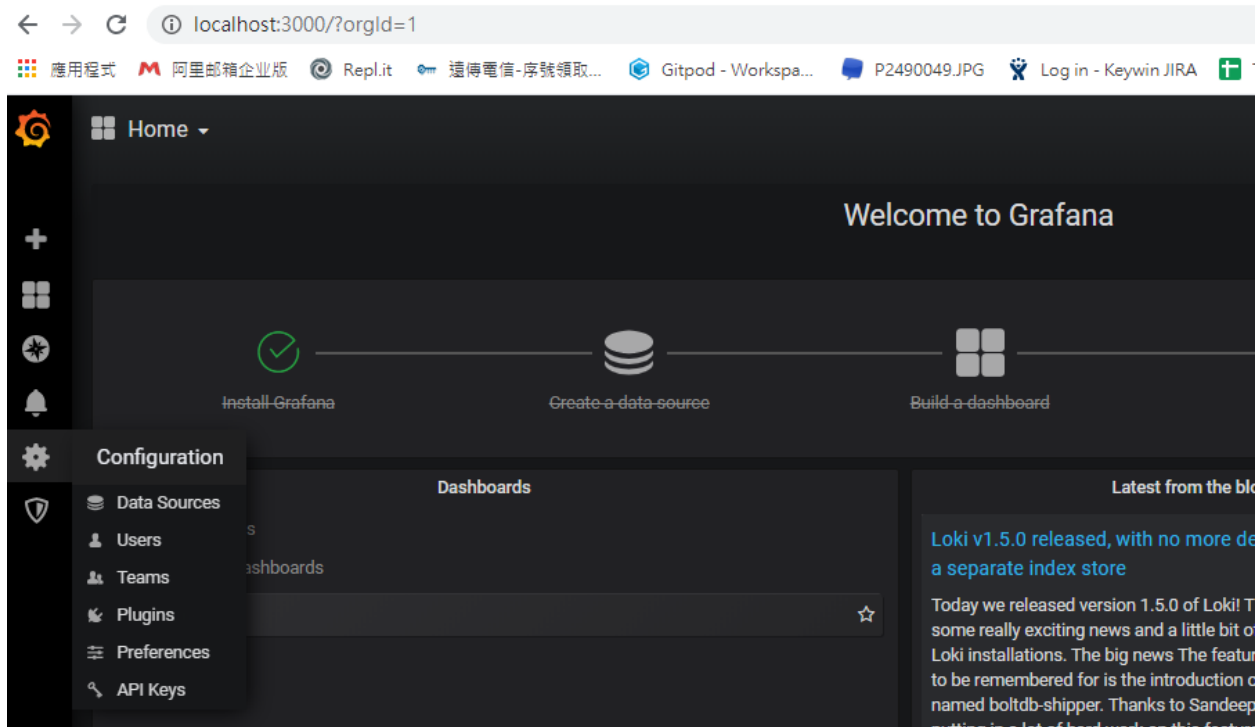 localhost:3000/?orgId=1
應用程式 阿里邮箱企业版 Repl.it 遠傳電信-序號領取... Gitpod - Workspa... P2490049.JPG Log in - Keywin JIRA
Home
Welcome to Grafana
Install Grafana Create a data source Build a dashboard
Configuration
Data Sources
Users
Teams
Plugins
Preferences
API Keys
Dashboards
s
ashboards
Latest from the blo
Loki v1.5.0 released, with no more de
a separate index store
Today we released version 1.5.0 of Loki! T
some really exciting news and a little bit of
Loki installations. The big news The featur
to be remembered for is the introduction o
named boltdb-shipper. Thanks to Sandeep